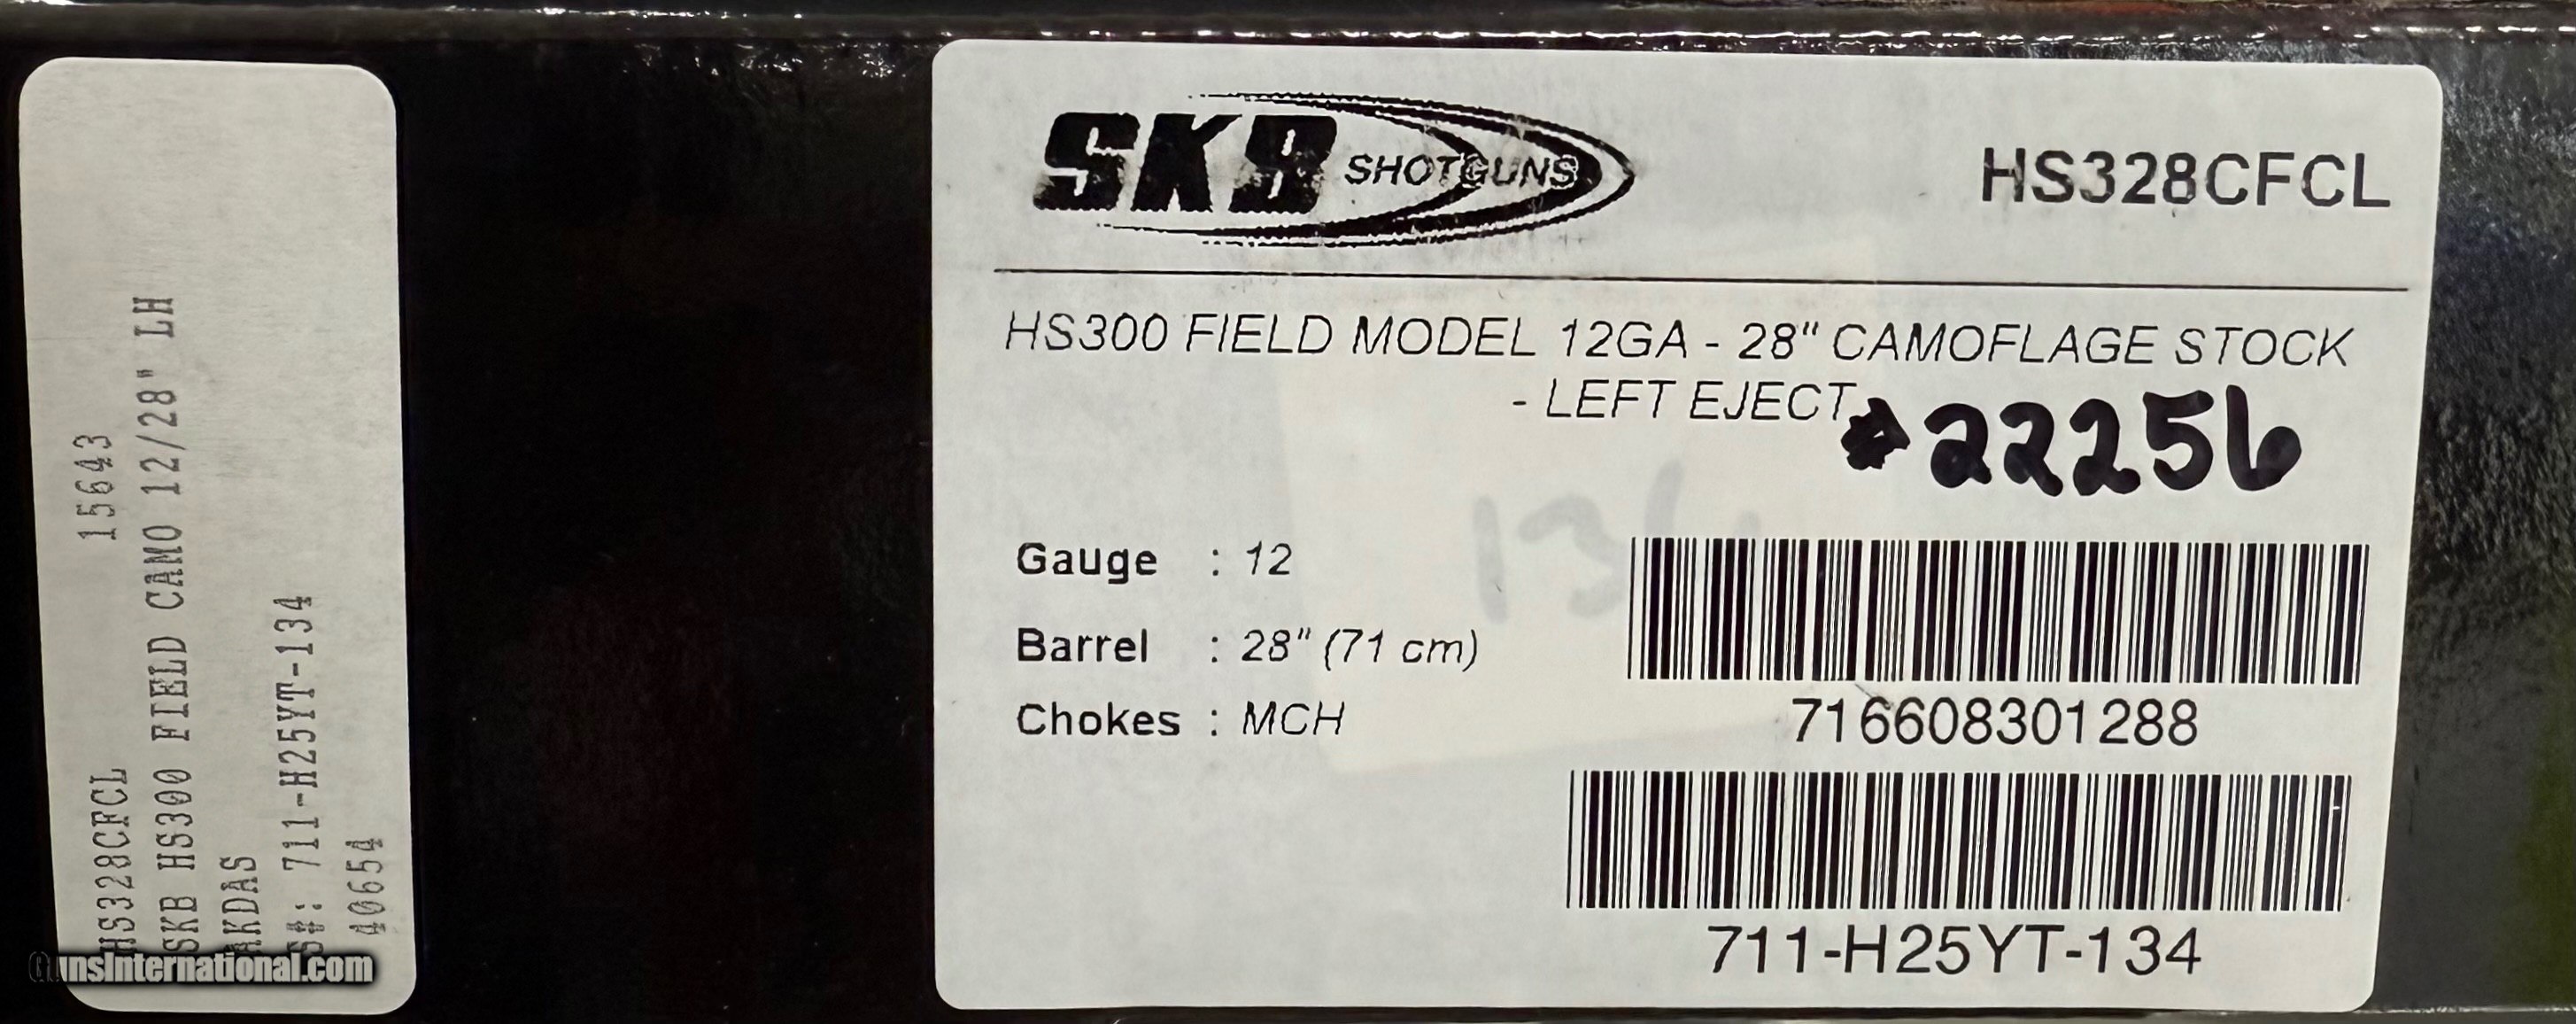 HS328CFCL 15643
SKB HS300 FIELD CAMO 12/28" LH
AKDAS
S#: 711-H25YT-134
40654
GunsInternational.com
SKB SHOTGUNS
HS328CFCL
HS300 FIELD MODEL 12GA - 28" CAMOFLAGE STOCK
- LEFT EJECT
#22256
Gauge : 12
Barrel : 28" (71 cm)
Chokes : MCH
716608301288
711-H25YT-134